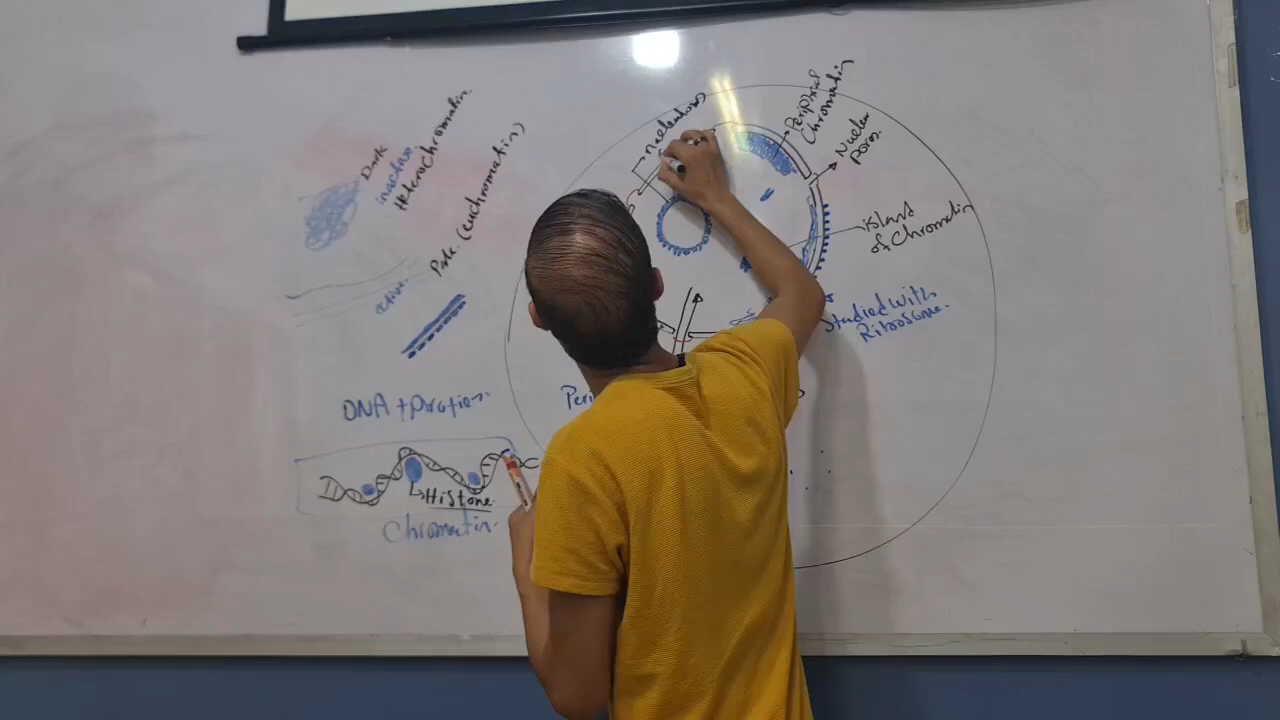 Dark
inactive
Heterochromatin
Pale (euchromatin)
active
DNA + Protien
Histone
Chromatin
nucleolus
Peripheral
Chromatin
Nuclear
Pores
island
of Chromatin
Studied with
Ribosome
Peri